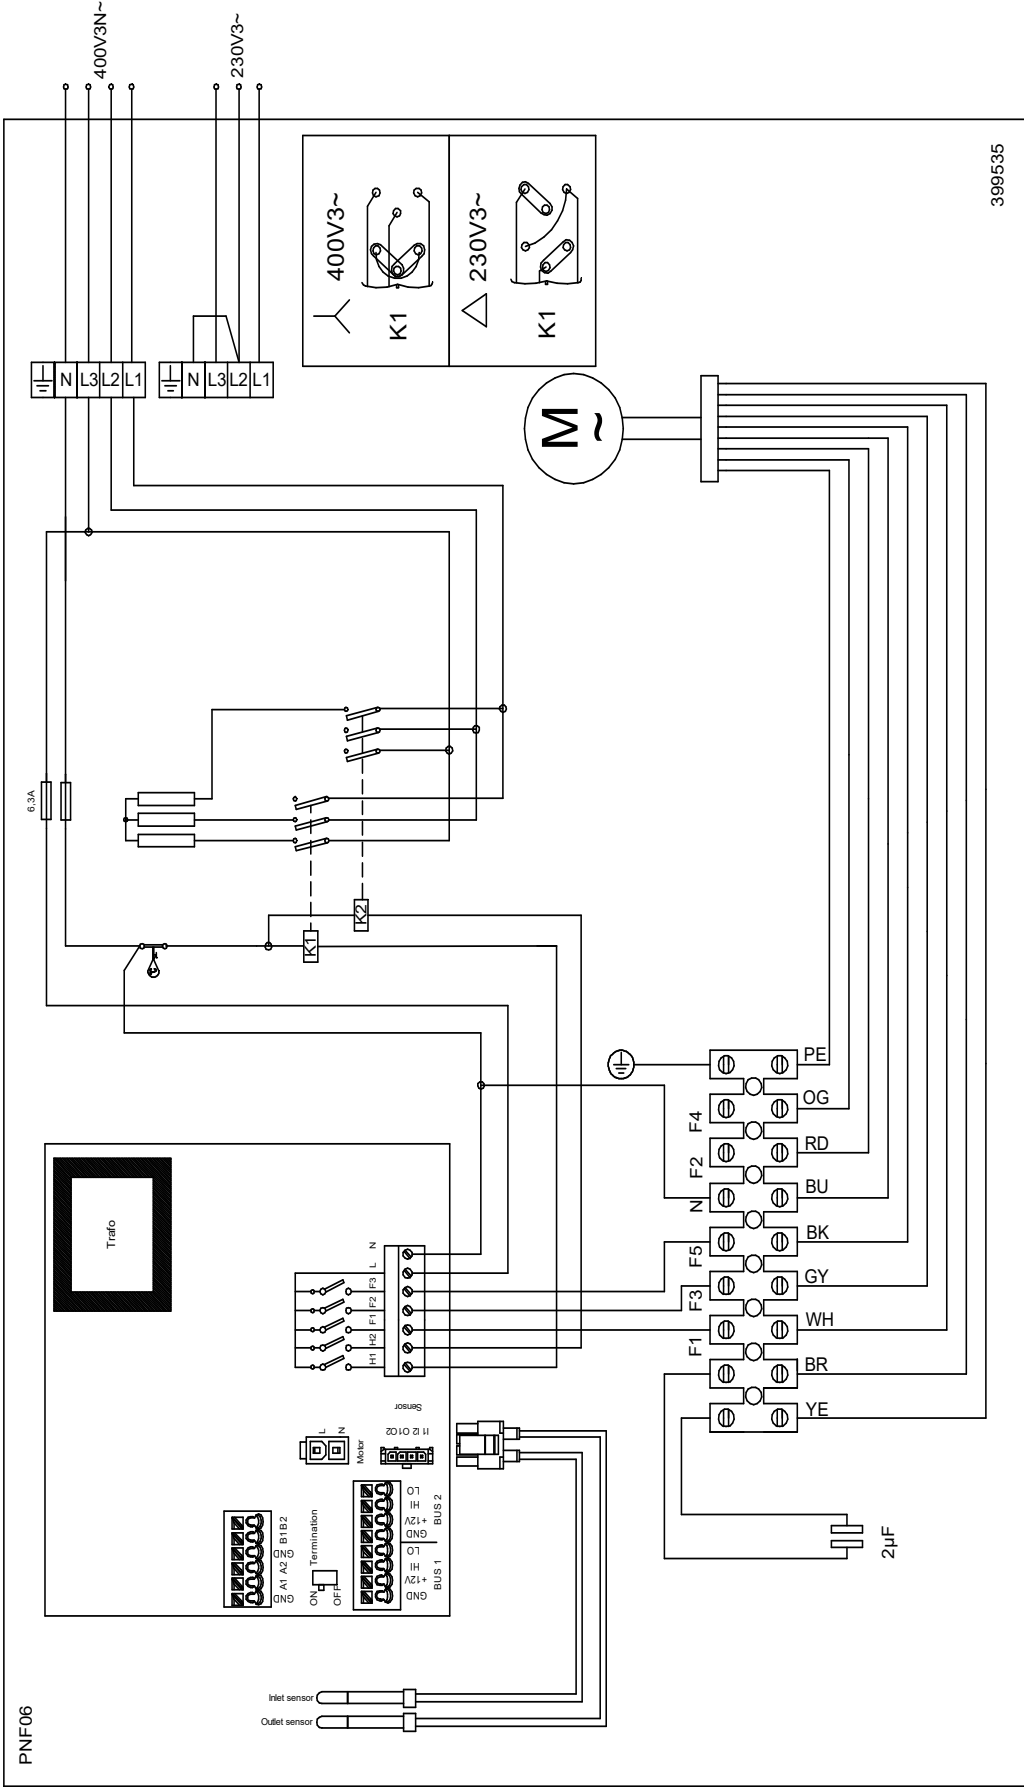 PNF06
Trafo
Inlet sensor
Outlet sensor
GND
A1
A2
GND
B1
B2
ON
OFF
Termination
GND
+12V
HI
LO
GND
+12V
HI
LO
BUS 1
BUS 2
L
N
Motor
I1 I2 O1O2
Sensor
H1
H2
F1
F2
F3
L
N
6,3A
K1
K2
N
L3
L2
L1
400V3N~
N
L3
L2
L1
230V3~
400V3~
K1
230V3~
K1
M
~
F1
F3
F5
N
F2
F4
YE
BR
WH
GY
BK
BU
RD
OG
PE
2µF
399535